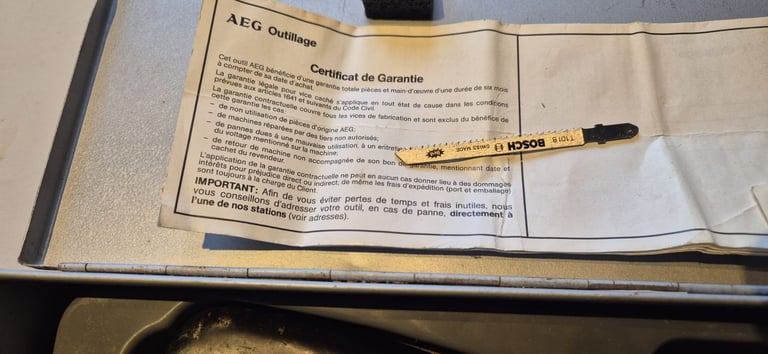 AEG Outillage
Certificat de Garantie
Cet outil AEG bénéficie d'une garantie totale pièces et main-d'œuvre d'une durée de six mois
à compter de sa date d'achat.
La garantie légale pour vice caché s'applique en tout état de cause dans les conditions
prévues aux articles 1641 et suivants du Code Civil.
La garantie contractuelle couvre tous les vices de fabrication et sont exclus du bénéfice de
cette garantie les cas:
— de non utilisation de pièces d'origine AEG;
— de machines réparées par des tiers non autorisés;
— de pannes dues à une mauvaise utilisation, à un
du voltage mentionné sur la machine;
— de retour de machine non accompagnée de son bon de mentionnant date et
cachet du revendeur.
L'application de la garantie contractuelle ne peut en aucun cas donner lieu à des dommages
intérêts pour préjudice direct ou indirect; de même les frais d'expédition (port et emballage)
sont toujours à la charge du Client.
IMPORTANT: Afin de vous éviter pertes de temps et frais inutiles, nous
vous conseillons d'adresser votre outil, en cas de panne, directement à
l'une de nos stations (voir adresses).
T101B
BOSCH